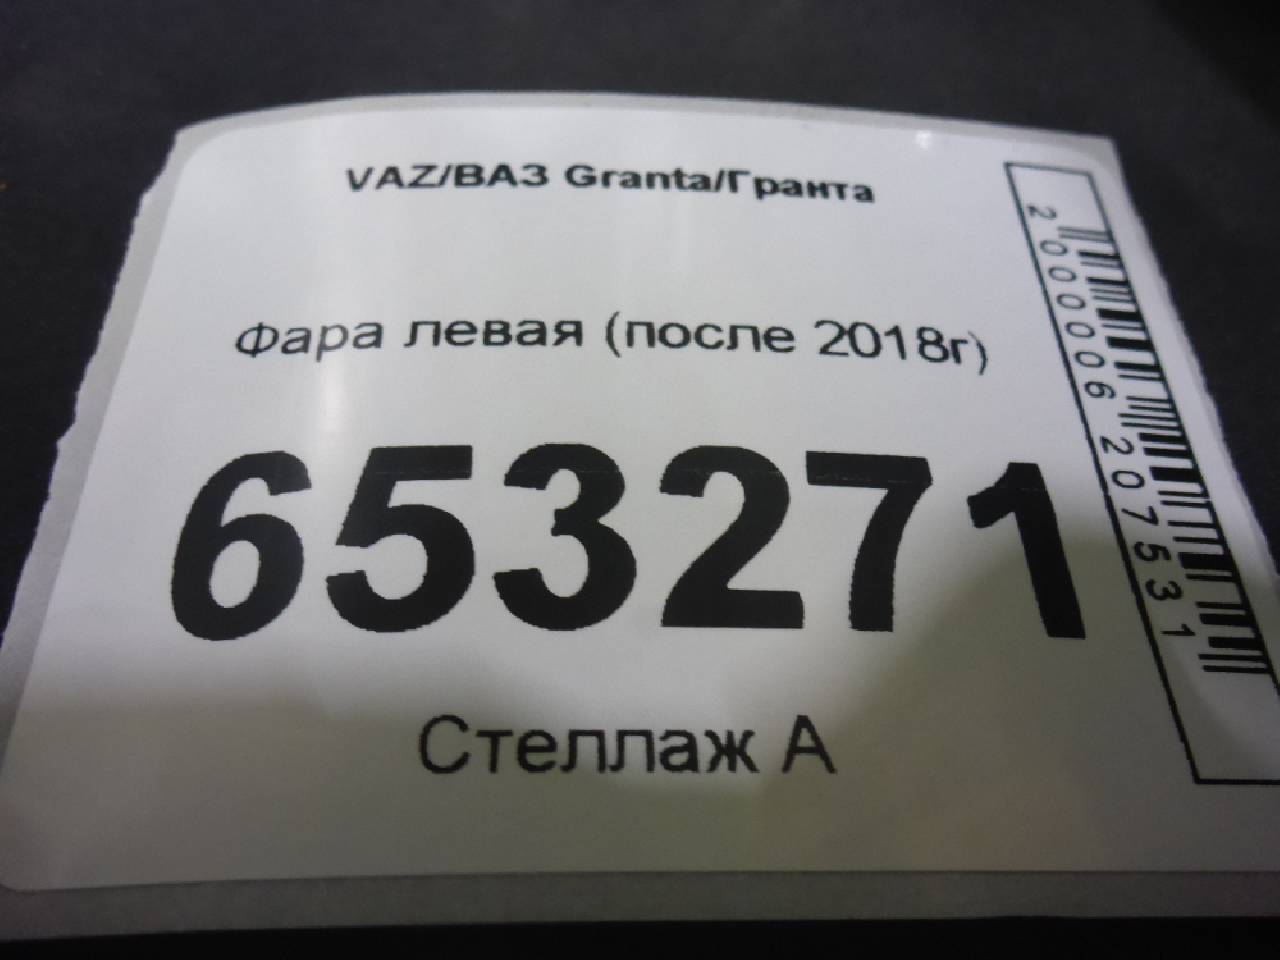 VAZ/ВАЗ Granta/Гранта
Фара левая (после 2018г)
653271
Стеллаж А
2000006207531